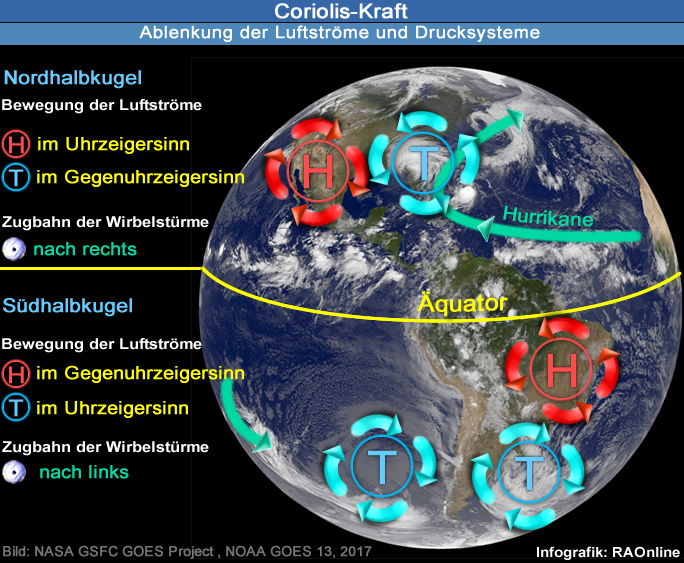 Coriolis-Kraft
Ablenkung der Luftströme und Drucksysteme
Nordhalbkugel
Bewegung der Luftströme
H im Uhrzeigersinn
T im Gegenuhrzeigersinn
Zugbahn der Wirbelstürme
nach rechts
H
T
Hurrikane
Äquator
Südhalbkugel
Bewegung der Luftströme
H im Gegenuhrzeigersinn
T im Uhrzeigersinn
Zugbahn der Wirbelstürme
nach links
H
T
T
Bild: NASA GSFC GOES Project , NOAA GOES 13, 2017
Infografik: RAOnline